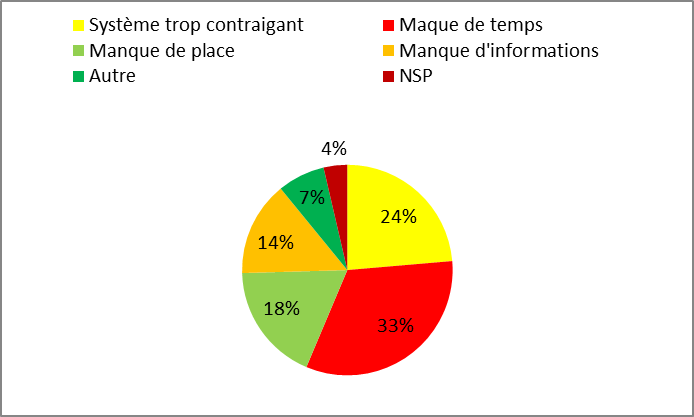 Système trop contraigant
Maque de temps
Manque de place
Manque d'informations
Autre
NSP
4%
7%
24%
14%
18%
33%